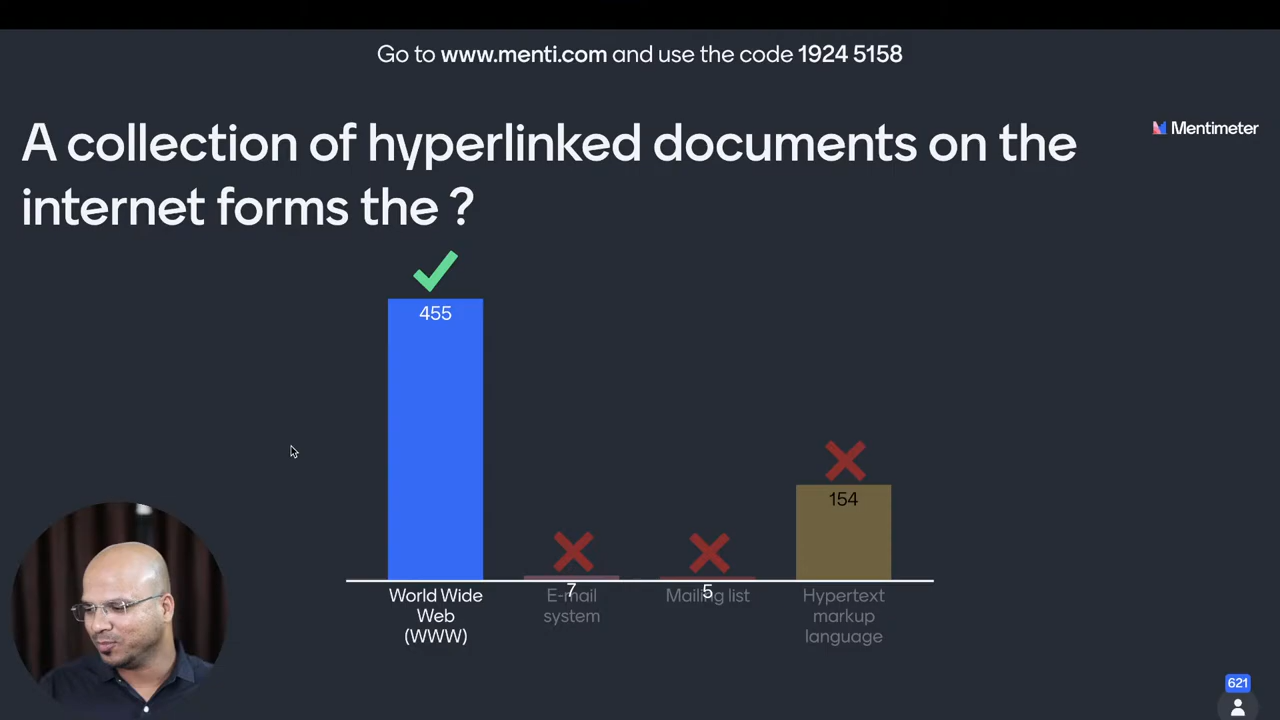 Go to www.menti.com and use the code 1924 5158
Mentimeter
A collection of hyperlinked documents on the
internet forms the ?
455
7
5
154
World Wide
Web
(WWW)
E-mail
system
Mailing list
Hypertext
markup
language
621